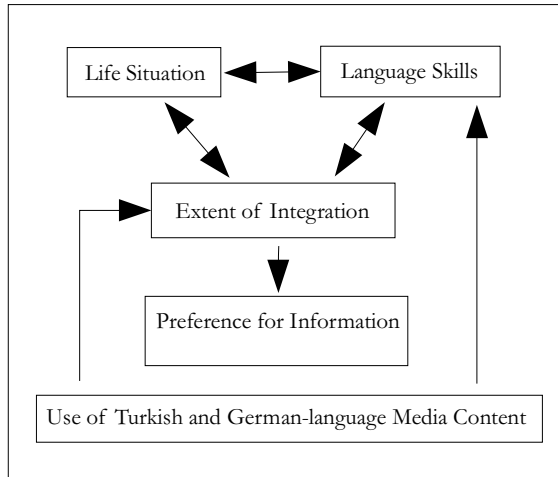 Life Situation
Language Skills
Extent of Integration
Preference for Information
Use of Turkish and German-language Media Content